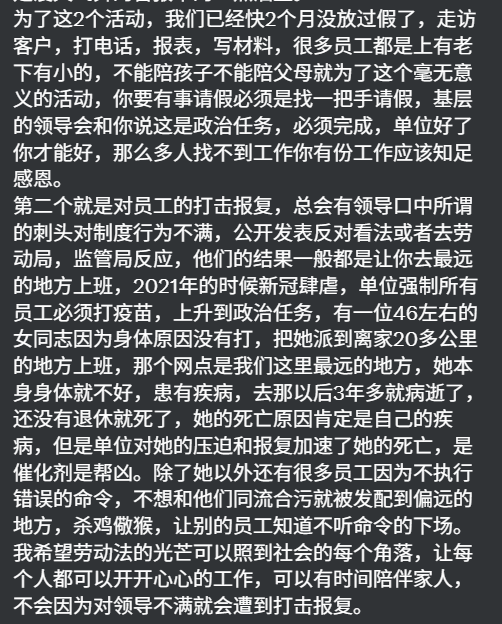 为了这2个活动，我们已经快2个月没放过假了，走访
客户，打电话，报表，写材料，很多员工都是上有老
下有小的，不能陪孩子不能陪父母就为了这个毫无意
义的活动，你要有事请假必须是找一把手请假，基层
的领导会和你说这是政治任务，必须完成，单位好了
你才能好，那么多人找不到工作你有份工作应该知足
感恩。
第二个就是对员工的打击报复，总会有领导口中所谓
的刺头对制度行为不满，公开发表反对看法或者去劳
动局，监管局反应，他们的结果一般都是让你去最远
的地方上班，2021年的时候新冠肆虐，单位强制所有
员工必须打疫苗，上升到政治任务，有一位46左右的
女同志因为身体原因没有打，把她派到离家20多公里
的地方上班，那个网点是我们这里最远的地方，她本
身身体就不好，患有疾病，去那以后3年多就病逝了，
还没有退休就死了，她的死亡原因肯定是自己的疾
病，但是单位对她的压迫和报复加速了她的死亡，是
催化剂是帮凶。除了她以外还有很多员工因为不执行
错误的命令，不想和他们同流合污就被发配到偏远的
地方，杀鸡儆猴，让别的员工知道不听命令的下场。
我希望劳动法的光芒可以照到社会的每个角落，让每
个人都可以开开心心的工作，可以有时间陪伴家人，
不会因为对领导不满就会遭到打击报复。